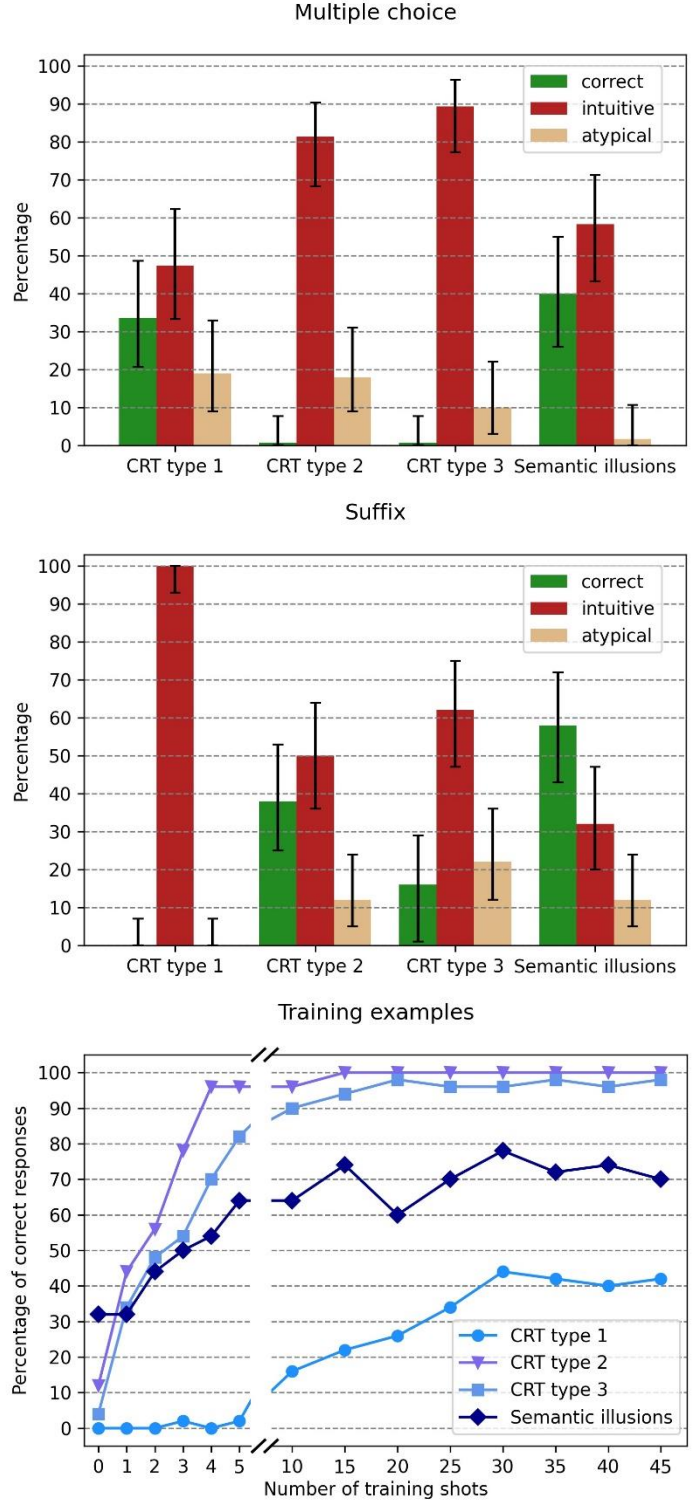 Multiple choice
100
90
80
70
60
50
40
30
20
10
0
Percentage
correct
intuitive
atypical
CRT type 1
CRT type 2
CRT type 3
Semantic illusions
Suffix
100
90
80
70
60
50
40
30
20
10
0
Percentage
correct
intuitive
atypical
CRT type 1
CRT type 2
CRT type 3
Semantic illusions
Training examples
100
90
80
70
60
50
40
30
20
10
0
Percentage of correct responses
CRT type 1
CRT type 2
CRT type 3
Semantic illusions
0 1 2 3 4 5 10 15 20 25 30 35 40 45
Number of training shots